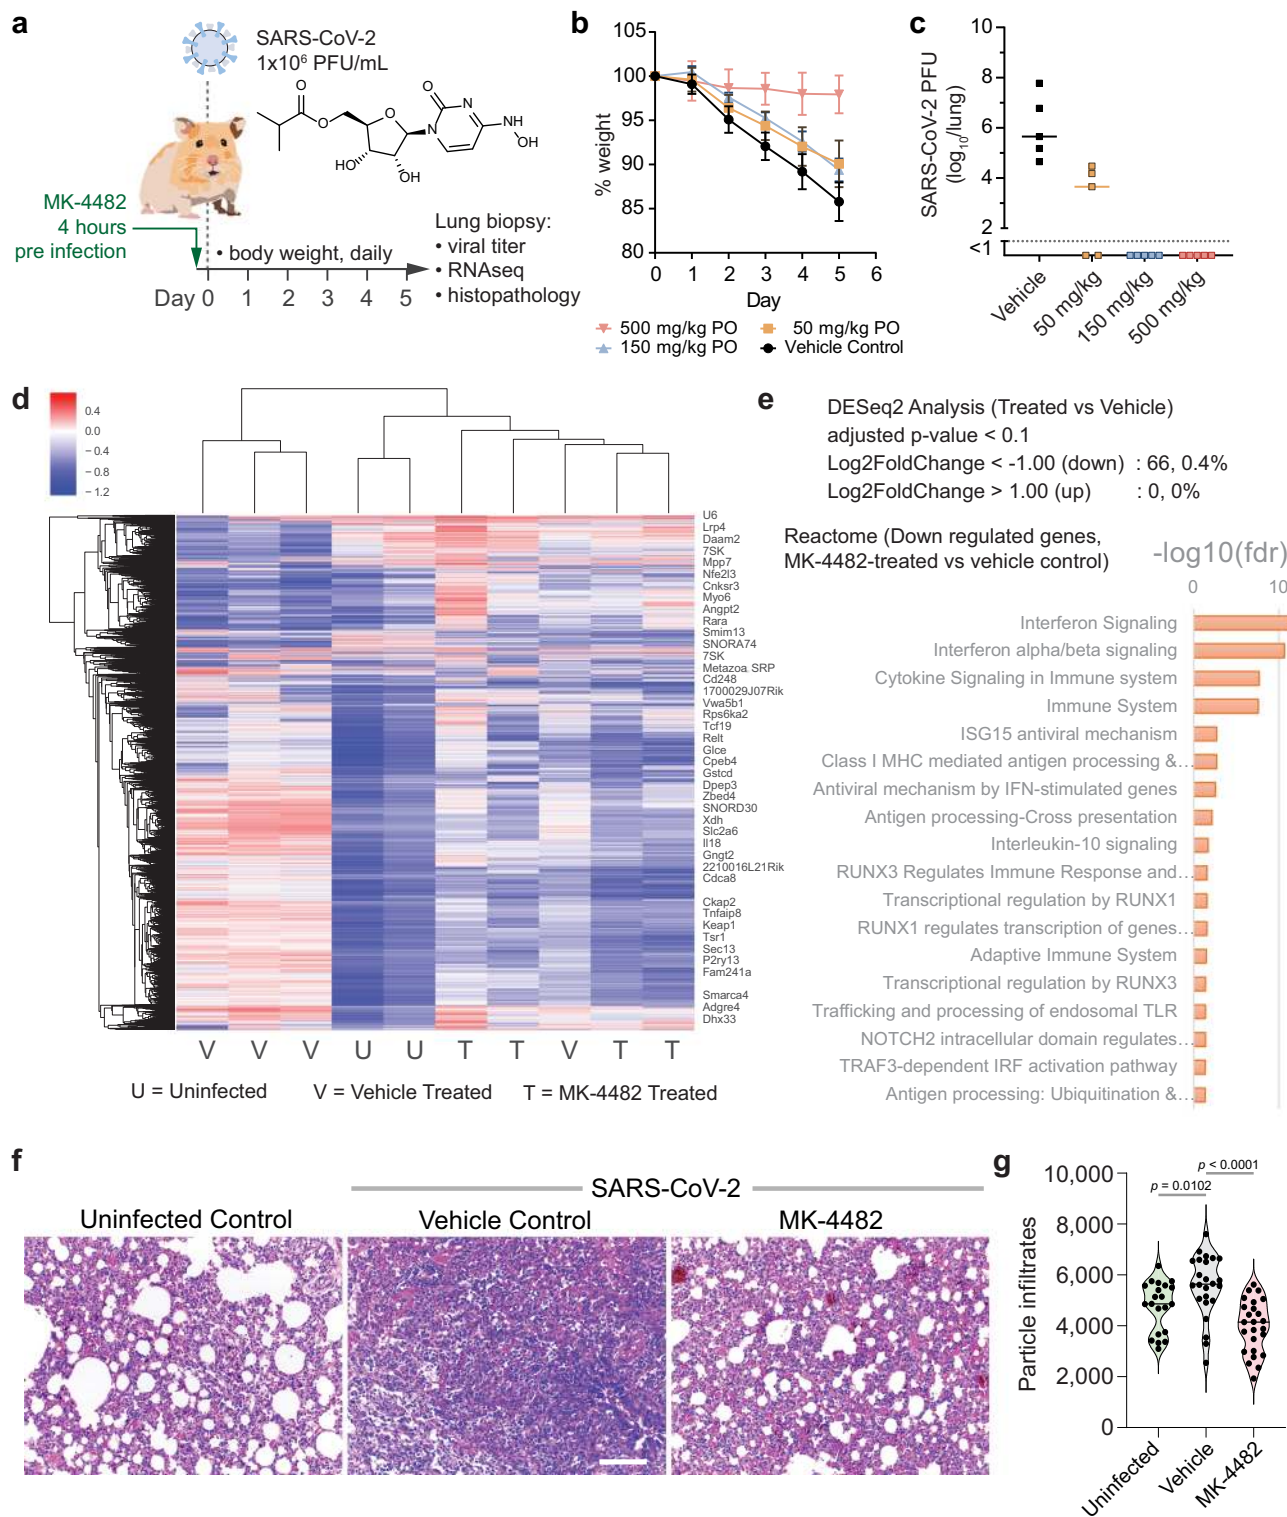 a
SARS-CoV-2
1x10⁶ PFU/mL
O
O
O
O
N
N
NH
OH
HO
OH
MK-4482
4 hours
pre infection
• body weight, daily
Day 0 1 2 3 4 5
Lung biopsy:
• viral titer
• RNAseq
• histopathology
b
105
100
95
90
85
80
% weight
0 1 2 3 4 5 6
Day
500 mg/kg PO
50 mg/kg PO
150 mg/kg PO
Vehicle Control
c
10
8
6
4
2
<1
SARS-CoV-2 PFU
(log₁₀/lung)
Vehicle
50 mg/kg
150 mg/kg
500 mg/kg
d
0.4
0.0
−0.4
−0.8
−1.2
U6
Lrp4
Daam2
7SK
Mpp7
Nfe2l3
Cnksr3
Myo6
Angpt2
Rara
Smim13
SNORA74
7SK
Metazoa_SRP
Cd248
1700029J07Rik
Vwa5b1
Rps6ka2
Tcf19
Relt
Glce
Cpeb4
Gstcd
Dpep3
Zbed4
SNORD30
Xdh
Slc2a6
Il18
Gngt2
2210016L21Rik
Cdca8
Ckap2
Tnfaip8
Keap1
Tsr1
Sec13
P2ry13
Fam241a
Smarca4
Adgre4
Dhx33
V V V U U T T V T T
U = Uninfected V = Vehicle Treated T = MK-4482 Treated
e
DESeq2 Analysis (Treated vs Vehicle)
adjusted p-value < 0.1
Log2FoldChange < -1.00 (down) : 66, 0.4%
Log2FoldChange > 1.00 (up) : 0, 0%
Reactome (Down regulated genes,
MK-4482-treated vs vehicle control)
-log10(fdr)
0 10
Interferon Signaling
Interferon alpha/beta signaling
Cytokine Signaling in Immune system
Immune System
ISG15 antiviral mechanism
Class I MHC mediated antigen processing &…
Antiviral mechanism by IFN-stimulated genes
Antigen processing-Cross presentation
Interleukin-10 signaling
RUNX3 Regulates Immune Response and…
Transcriptional regulation by RUNX1
RUNX1 regulates transcription of genes…
Adaptive Immune System
Transcriptional regulation by RUNX3
Trafficking and processing of endosomal TLR
NOTCH2 intracellular domain regulates…
TRAF3-dependent IRF activation pathway
Antigen processing: Ubiquitination &…
f
SARS-CoV-2
Uninfected Control
Vehicle Control
MK-4482
g
p < 0.0001
p = 0.0102
10,000
8,000
6,000
4,000
2,000
0
Particle infiltrates
Uninfected
Vehicle
MK-4482